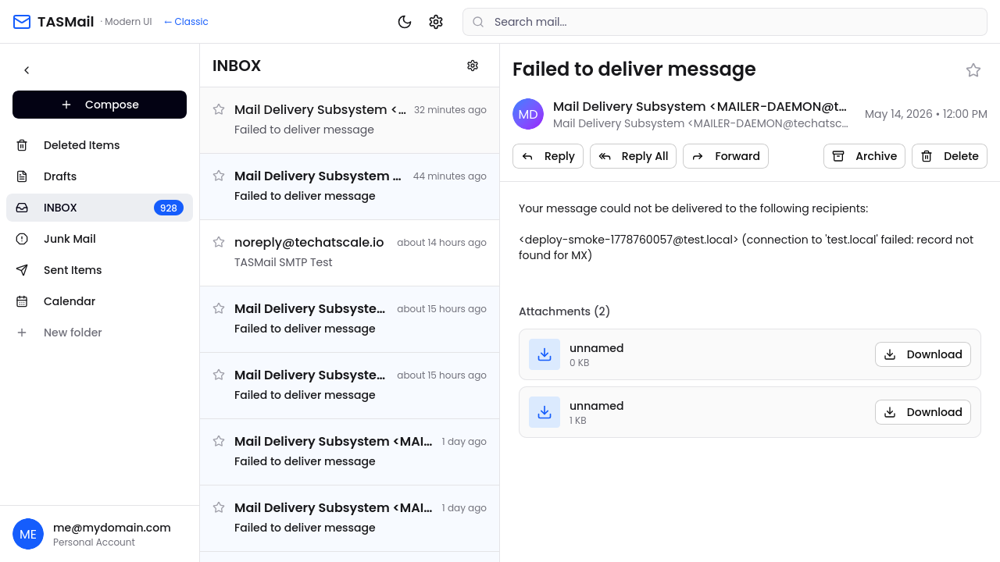 TASMail · Modern UI ← Classic
Search mail...
Compose
Deleted Items
Drafts
INBOX 928
Junk Mail
Sent Items
Calendar
New folder
ME me@mydomain.com
Personal Account
INBOX
Mail Delivery Subsystem <... 32 minutes ago
Failed to deliver message
Mail Delivery Subsystem ... 44 minutes ago
Failed to deliver message
noreply@techatscale.io about 14 hours ago
TASMail SMTP Test
Mail Delivery Subsyste... about 15 hours ago
Failed to deliver message
Mail Delivery Subsyste... about 15 hours ago
Failed to deliver message
Mail Delivery Subsystem <MAI... 1 day ago
Failed to deliver message
Mail Delivery Subsystem <MAI... 1 day ago
Failed to deliver message
Failed to deliver message
MD Mail Delivery Subsystem <MAILER-DAEMON@t...
Mail Delivery Subsystem <MAILER-DAEMON@techatsc...
May 14, 2026 • 12:00 PM
Reply Reply All Forward Archive Delete
Your message could not be delivered to the following recipients:
<deploy-smoke-1778760057@test.local> (connection to 'test.local' failed: record not
found for MX)
Attachments (2)
unnamed
0 KB
Download
unnamed
1 KB
Download